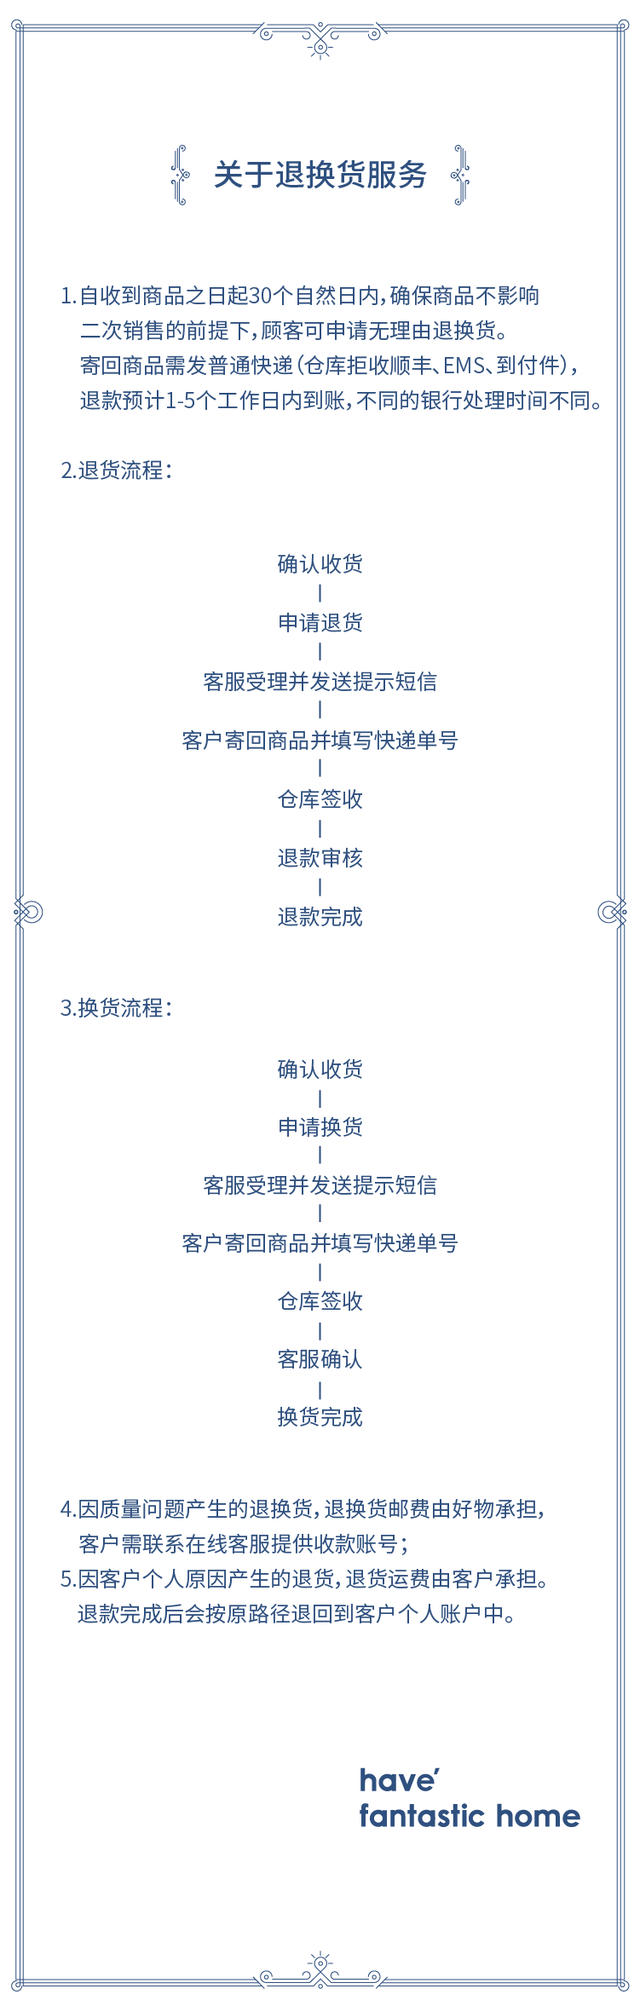 关于退换货服务
1.自收到商品之日起30个自然日内,确保商品不影响
二次销售的前提下,顾客可申请无理由退换货。
寄回商品需发普通快递(仓库拒收顺丰、EMS、到付件),
退款预计1-5个工作日内到账,不同的银行处理时间不同。
2.退货流程:
确认收货
|
申请退货
|
客服受理并发送提示短信
|
客户寄回商品并填写快递单号
|
仓库签收
|
退款审核
|
退款完成
3.换货流程:
确认收货
|
申请换货
|
客服受理并发送提示短信
|
客户寄回商品并填写快递单号
|
仓库签收
|
客服确认
|
换货完成
4.因质量问题产生的退换货,退换货邮费由好物承担,
客户需联系在线客服提供收款账号;
5.因客户个人原因产生的退货,退货运费由客户承担。
退款完成后会按原路径退回到客户个人账户中。
have'
fantastic home